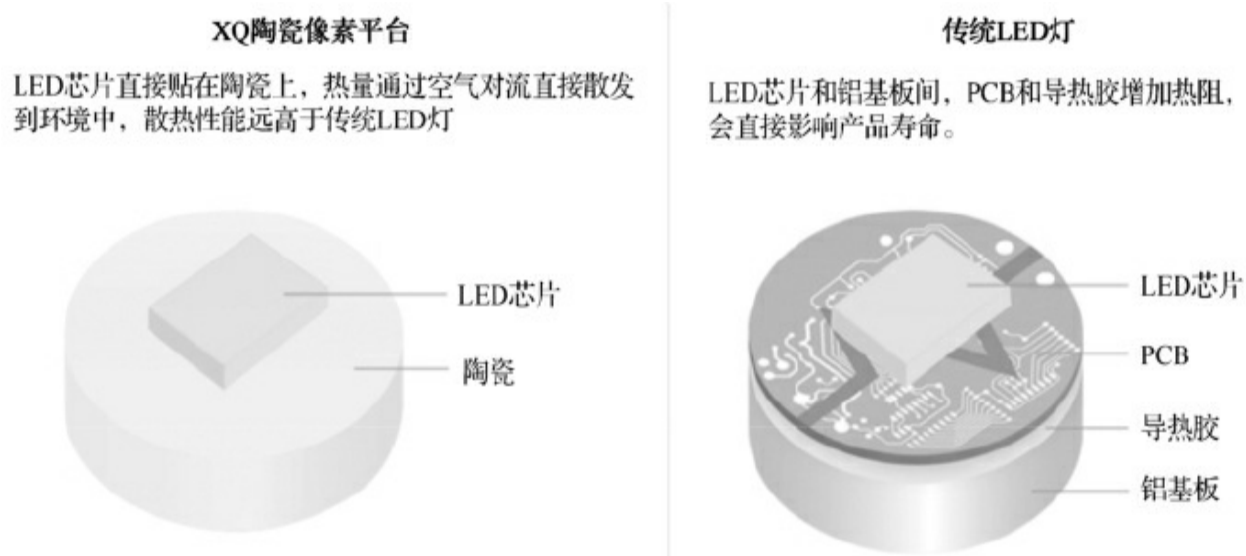 XQ陶瓷像素平台
LED芯片直接贴在陶瓷上，热量通过空气对流直接散发
到环境中，散热性能远高于传统LED灯
LED芯片
陶瓷
传统LED灯
LED芯片和铝基板间，PCB和导热胶增加热阻，
会直接影响产品寿命。
LED芯片
PCB
导热胶
铝基板